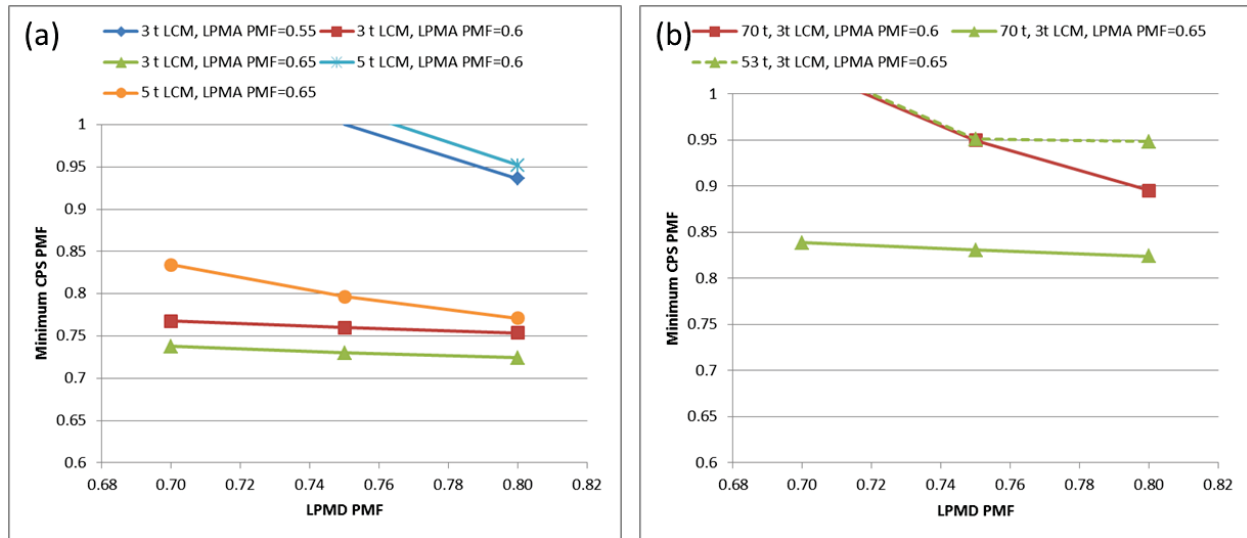 (a)
3 t LCM, LPMA PMF=0.55 3 t LCM, LPMA PMF=0.6
3 t LCM, LPMA PMF=0.65 5 t LCM, LPMA PMF=0.6
5 t LCM, LPMA PMF=0.65
Minimum CPS PMF
1
0.95
0.9
0.85
0.8
0.75
0.7
0.65
0.6
0.68 0.70 0.72 0.74 0.76 0.78 0.80 0.82
LPMD PMF
(b)
70 t, 3t LCM, LPMA PMF=0.6 70 t, 3t LCM, LPMA PMF=0.65
53 t, 3t LCM, LPMA PMF=0.65
Minimum CPS PMF
1
0.95
0.9
0.85
0.8
0.75
0.7
0.65
0.6
0.68 0.70 0.72 0.74 0.76 0.78 0.80 0.82
LPMD PMF